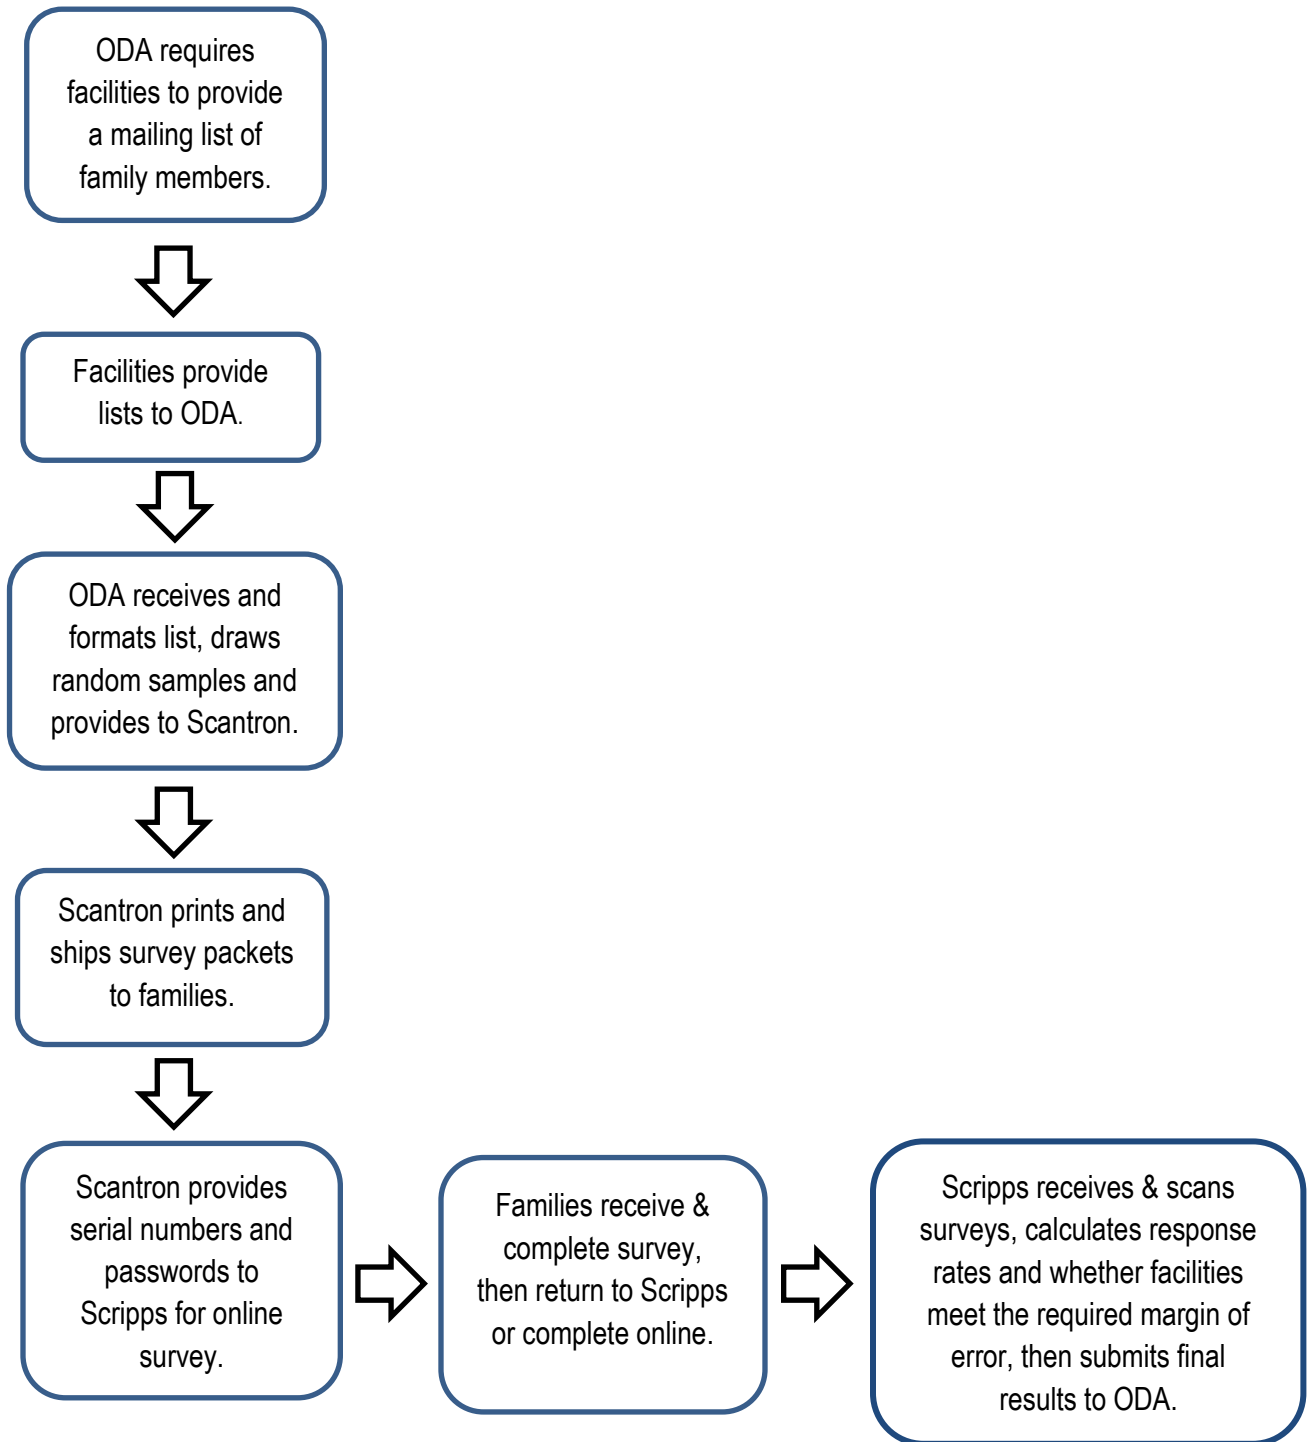 ODA requires
facilities to provide
a mailing list of
family members.
Facilities provide
lists to ODA.
ODA receives and
formats list, draws
random samples and
provides to Scantron.
Scantron prints and
ships survey packets
to families.
Scantron provides
serial numbers and
passwords to
Scripps for online
survey.
Families receive &
complete survey,
then return to Scripps
or complete online.
Scripps receives & scans
surveys, calculates response
rates and whether facilities
meet the required margin of
error, then submits final
results to ODA.